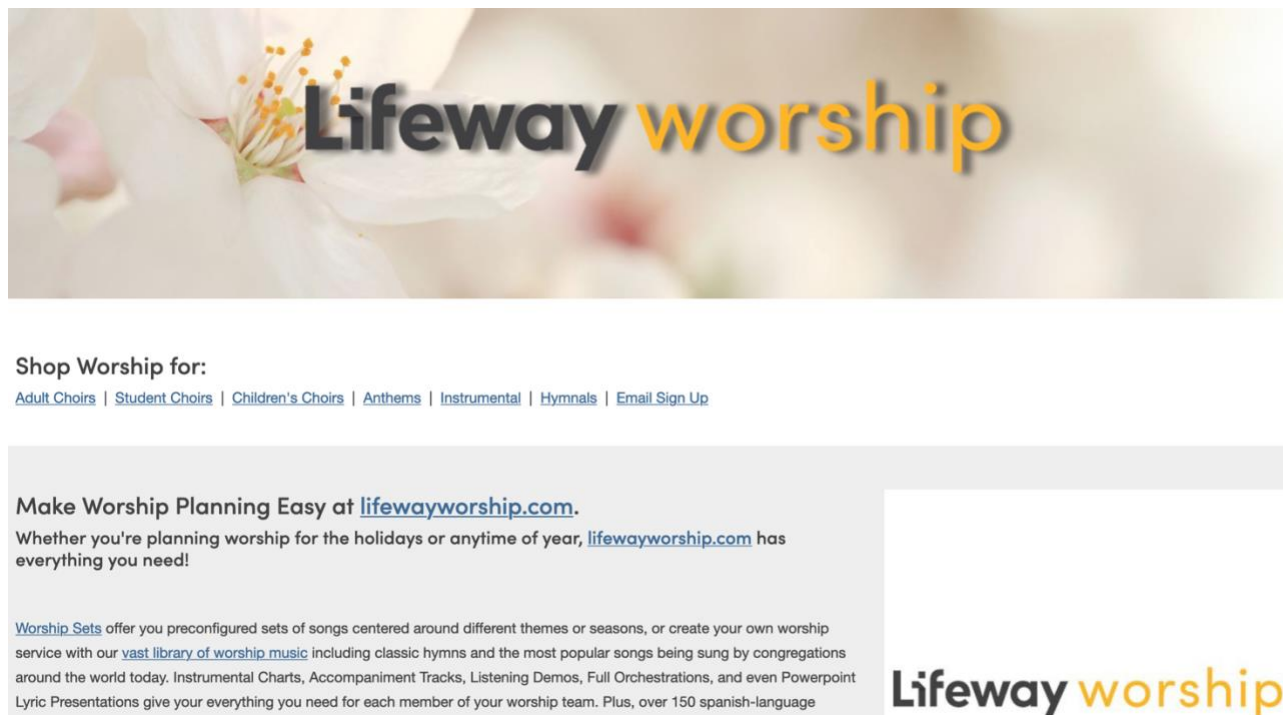 Lifeway worship
Shop Worship for:
Adult Choirs | Student Choirs | Children's Choirs | Anthems | Instrumental | Hymnals | Email Sign Up
Make Worship Planning Easy at lifewayworship.com.
Whether you're planning worship for the holidays or anytime of year, lifewayworship.com has
everything you need!
Worship Sets offer you preconfigured sets of songs centered around different themes or seasons, or create your own worship
service with our vast library of worship music including classic hymns and the most popular songs being sung by congregations
around the world today. Instrumental Charts, Accompaniment Tracks, Listening Demos, Full Orchestrations, and even Powerpoint
Lyric Presentations give your everything you need for each member of your worship team. Plus, over 150 spanish-language
Lifeway worship